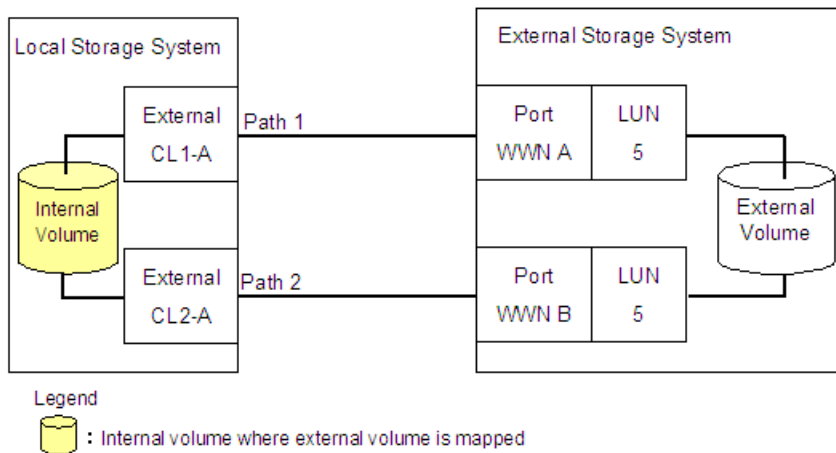 Local Storage System
External Storage System
External
CL1-A
Path 1
Port
WWN A
LUN
5
Internal
Volume
External
Volume
External
CL2-A
Path 2
Port
WWN B
LUN
5
Legend
: Internal volume where external volume is mapped